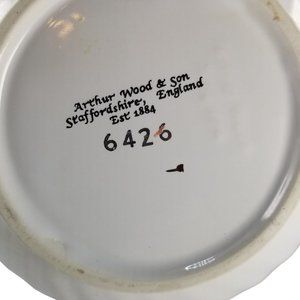 Arthur Wood & Son
Staffordshire, England
Est 1884
6426